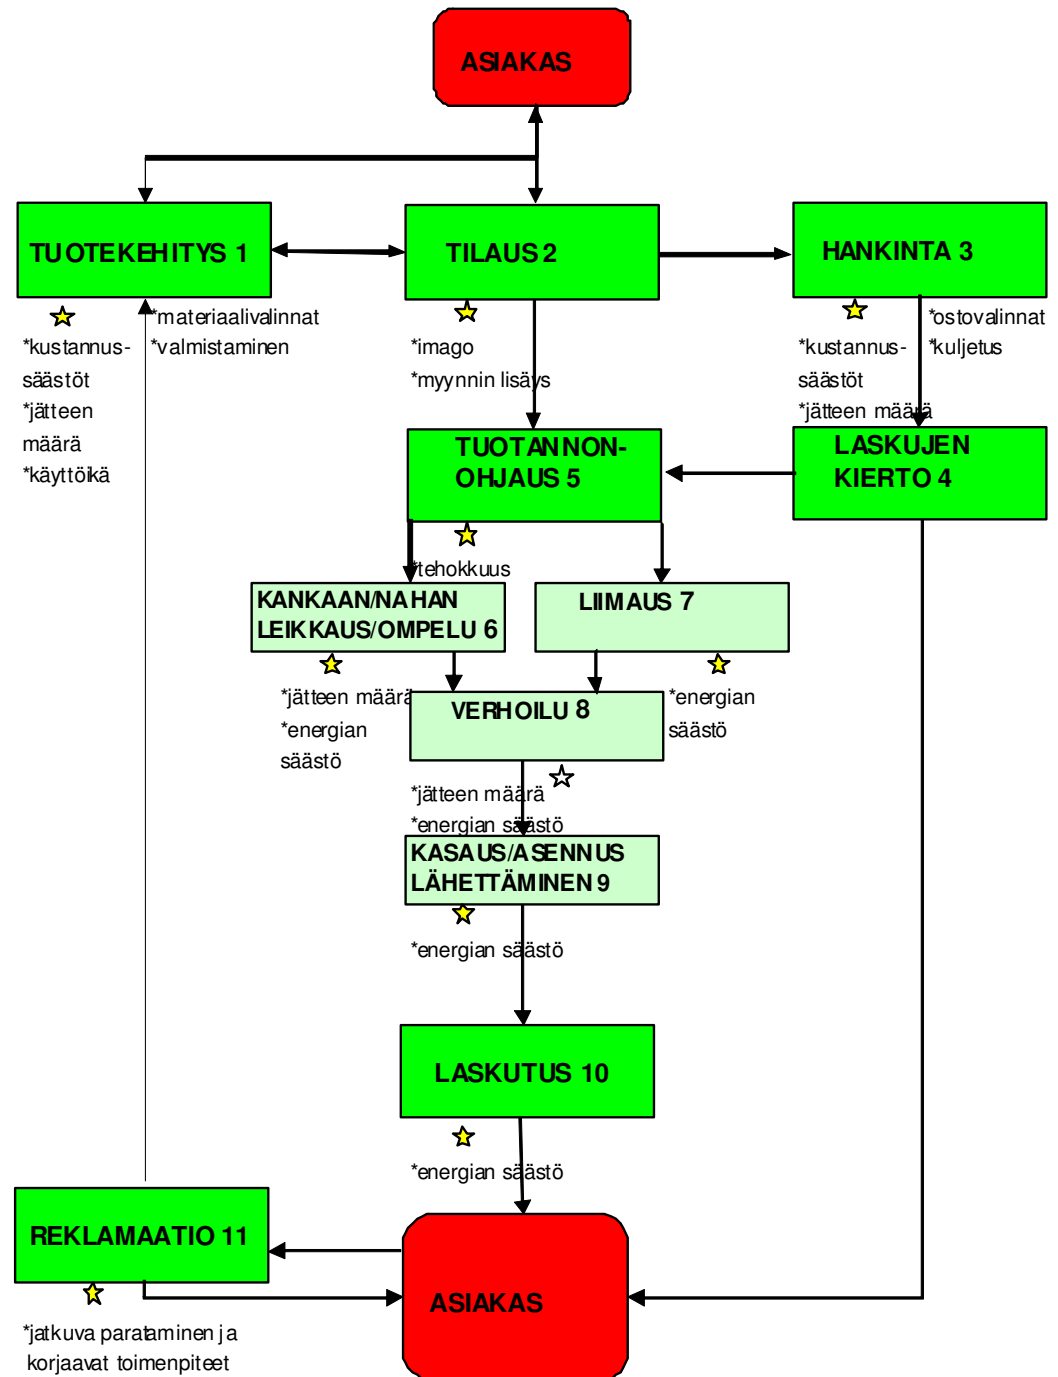 ASIAKAS
TUOTEKEHITYS 1
TILAUS 2
HANKINTA 3
*materiaalivalinnat
*valmistaminen
*kustannus-
säästöt
*jätteen
määrä
*käyttöikä
*imago
*myynnin lisäys
*ostovalinnat
*kuljetus
*kustannus-
säästöt
*jätteen määrä
TUOTANNON-
OHJAUS 5
LASKUJEN
KIERTO 4
*tehokkuus
KANKAAN/NAHAN
LEIKKAUS/OMPELU 6
LIIMAUS 7
*jätteen määrä
*energian
säästö
VERHOILU 8
*energian
säästö
*jätteen määrä
*energian säästö
KASAUS/ASENNUS
LÄHETTÄMINEN 9
*energian säästö
LASKUTUS 10
*energian säästö
REKLAMAATIO 11
ASIAKAS
*jatkuva parataminen ja
korjaavat toimenpiteet